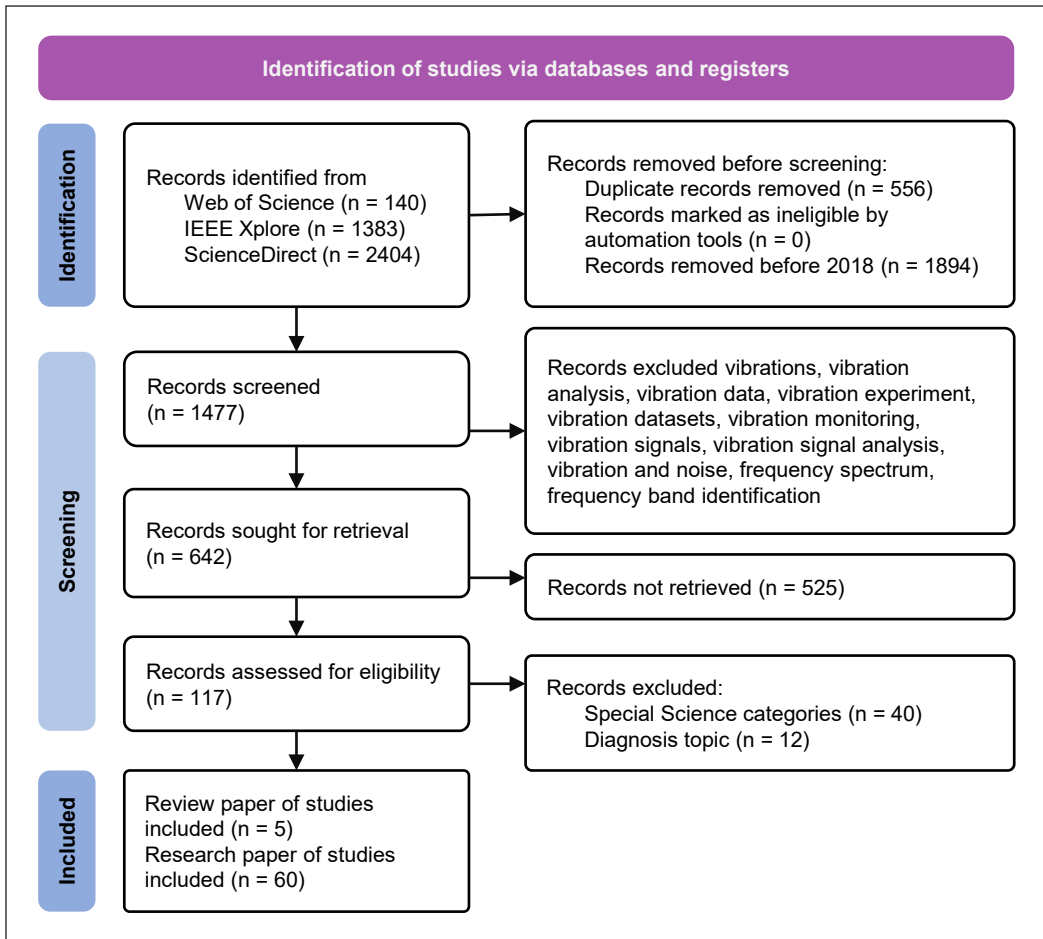 Identification of studies via databases and registers
Identification
Records identified from
Web of Science (n = 140)
IEEE Xplore (n = 1383)
ScienceDirect (n = 2404)
Records removed before screening:
Duplicate records removed (n = 556)
Records marked as ineligible by
automation tools (n = 0)
Records removed before 2018 (n = 1894)
Screening
Records screened
(n = 1477)
Records excluded vibrations, vibration
analysis, vibration data, vibration experiment,
vibration datasets, vibration monitoring,
vibration signals, vibration signal analysis,
vibration and noise, frequency spectrum,
frequency band identification
Records sought for retrieval
(n = 642)
Records not retrieved (n = 525)
Records assessed for eligibility
(n = 117)
Records excluded:
Special Science categories (n = 40)
Diagnosis topic (n = 12)
Included
Review paper of studies
included (n = 5)
Research paper of studies
included (n = 60)